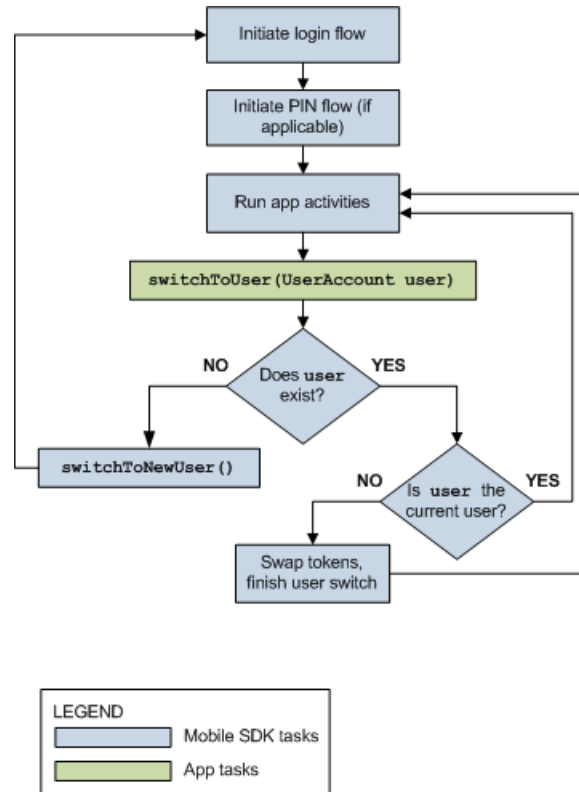 Initiate login flow
Initiate PIN flow (if
applicable)
Run app activities
switchToUser(UserAccount user)
NO
YES
Does user
exist?
switchToNewUser()
NO
YES
Is user the
current user?
Swap tokens,
finish user switch
LEGEND
Mobile SDK tasks
App tasks